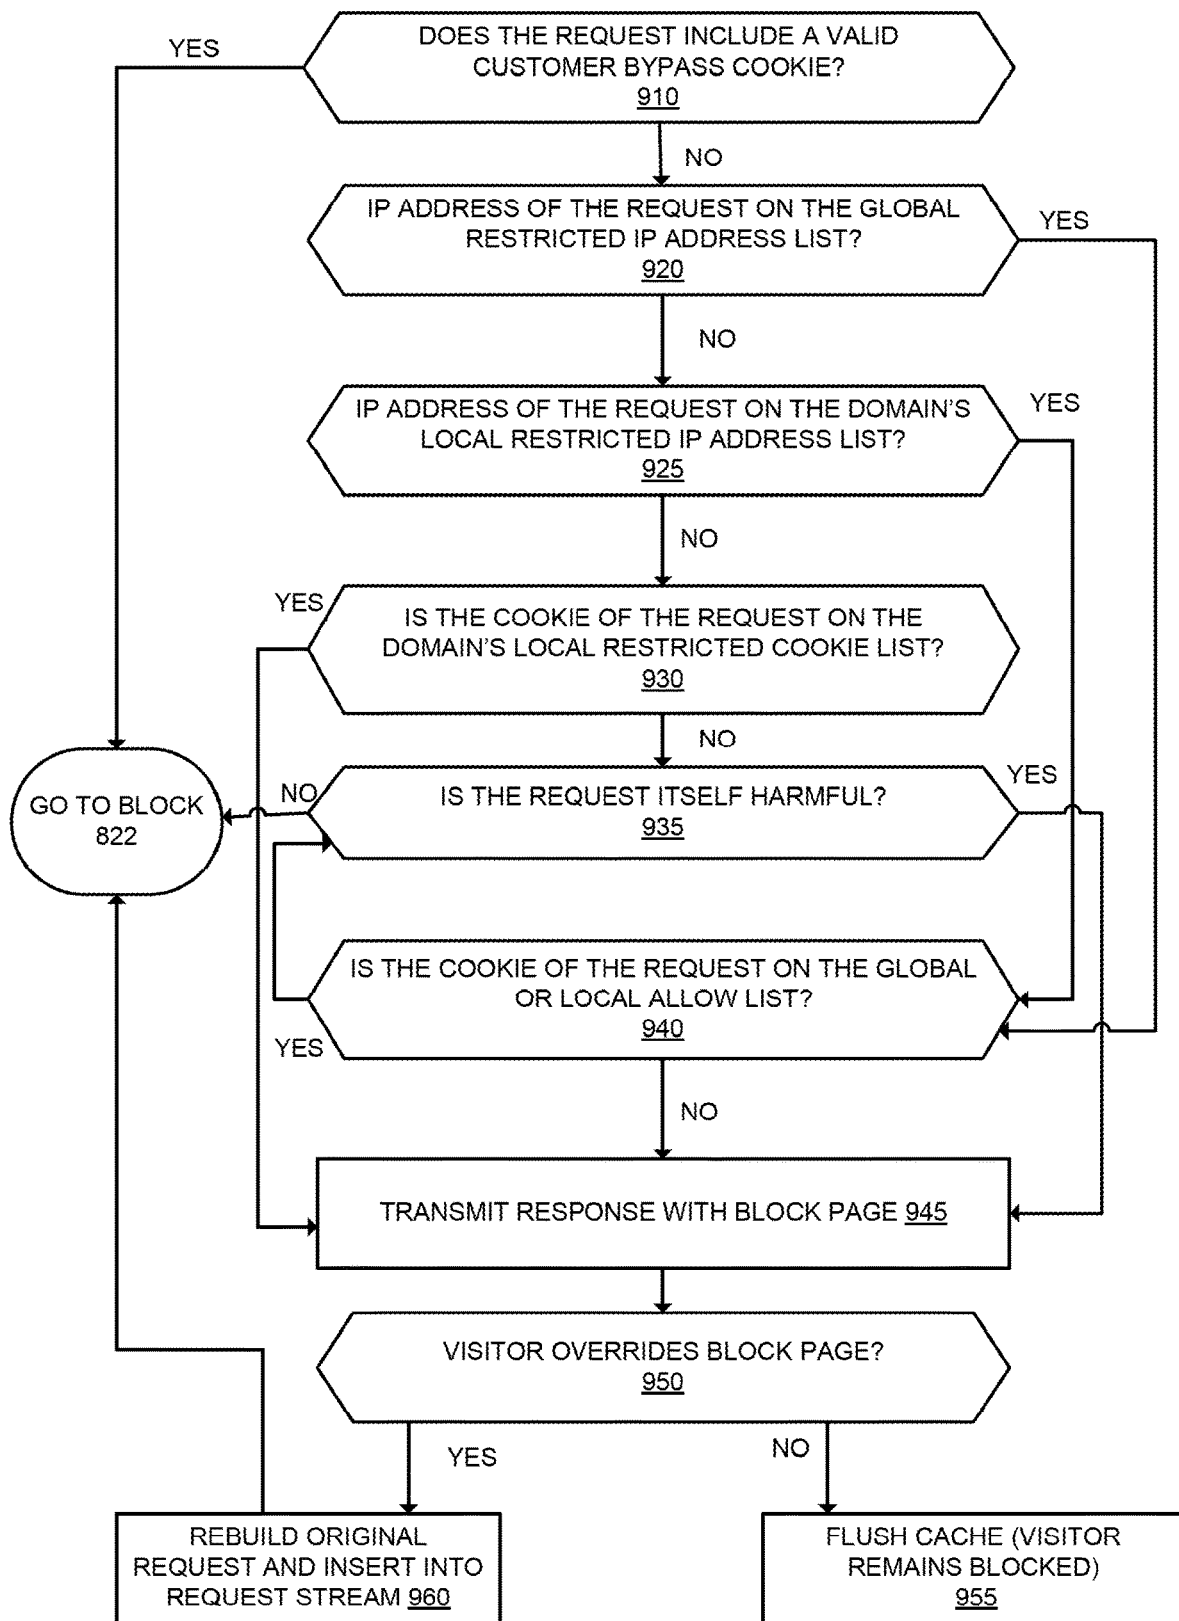 YES
DOES THE REQUEST INCLUDE A VALID
CUSTOMER BYPASS COOKIE?
910
NO
IP ADDRESS OF THE REQUEST ON THE GLOBAL
RESTRICTED IP ADDRESS LIST?
920
YES
NO
IP ADDRESS OF THE REQUEST ON THE DOMAIN'S
LOCAL RESTRICTED IP ADDRESS LIST?
925
YES
NO
YES
IS THE COOKIE OF THE REQUEST ON THE
DOMAIN'S LOCAL RESTRICTED COOKIE LIST?
930
NO
GO TO BLOCK
822
NO
IS THE REQUEST ITSELF HARMFUL?
935
YES
IS THE COOKIE OF THE REQUEST ON THE GLOBAL
OR LOCAL ALLOW LIST?
940
YES
NO
TRANSMIT RESPONSE WITH BLOCK PAGE 945
VISITOR OVERRIDES BLOCK PAGE?
950
YES
NO
REBUILD ORIGINAL
REQUEST AND INSERT INTO
REQUEST STREAM 960
FLUSH CACHE (VISITOR
REMAINS BLOCKED)
955